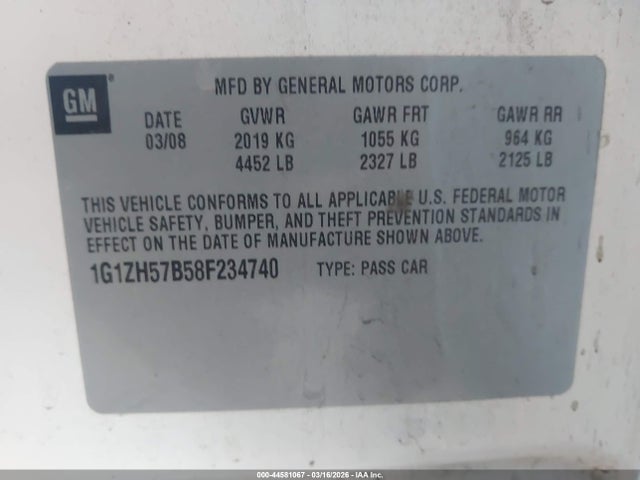 GM®
MFD BY GENERAL MOTORS CORP.
DATE GVWR GAWR FRT GAWR RR
03/08 2019 KG 1055 KG 964 KG
4452 LB 2327 LB 2125 LB
THIS VEHICLE CONFORMS TO ALL APPLICABLE U.S. FEDERAL MOTOR
VEHICLE SAFETY, BUMPER, AND THEFT PREVENTION STANDARDS IN
EFFECT ON THE DATE OF MANUFACTURE SHOWN ABOVE.
1G1ZH57B58F234740 TYPE: PASS CAR
000-44581067 | 03/16/2026 - IAA Inc.